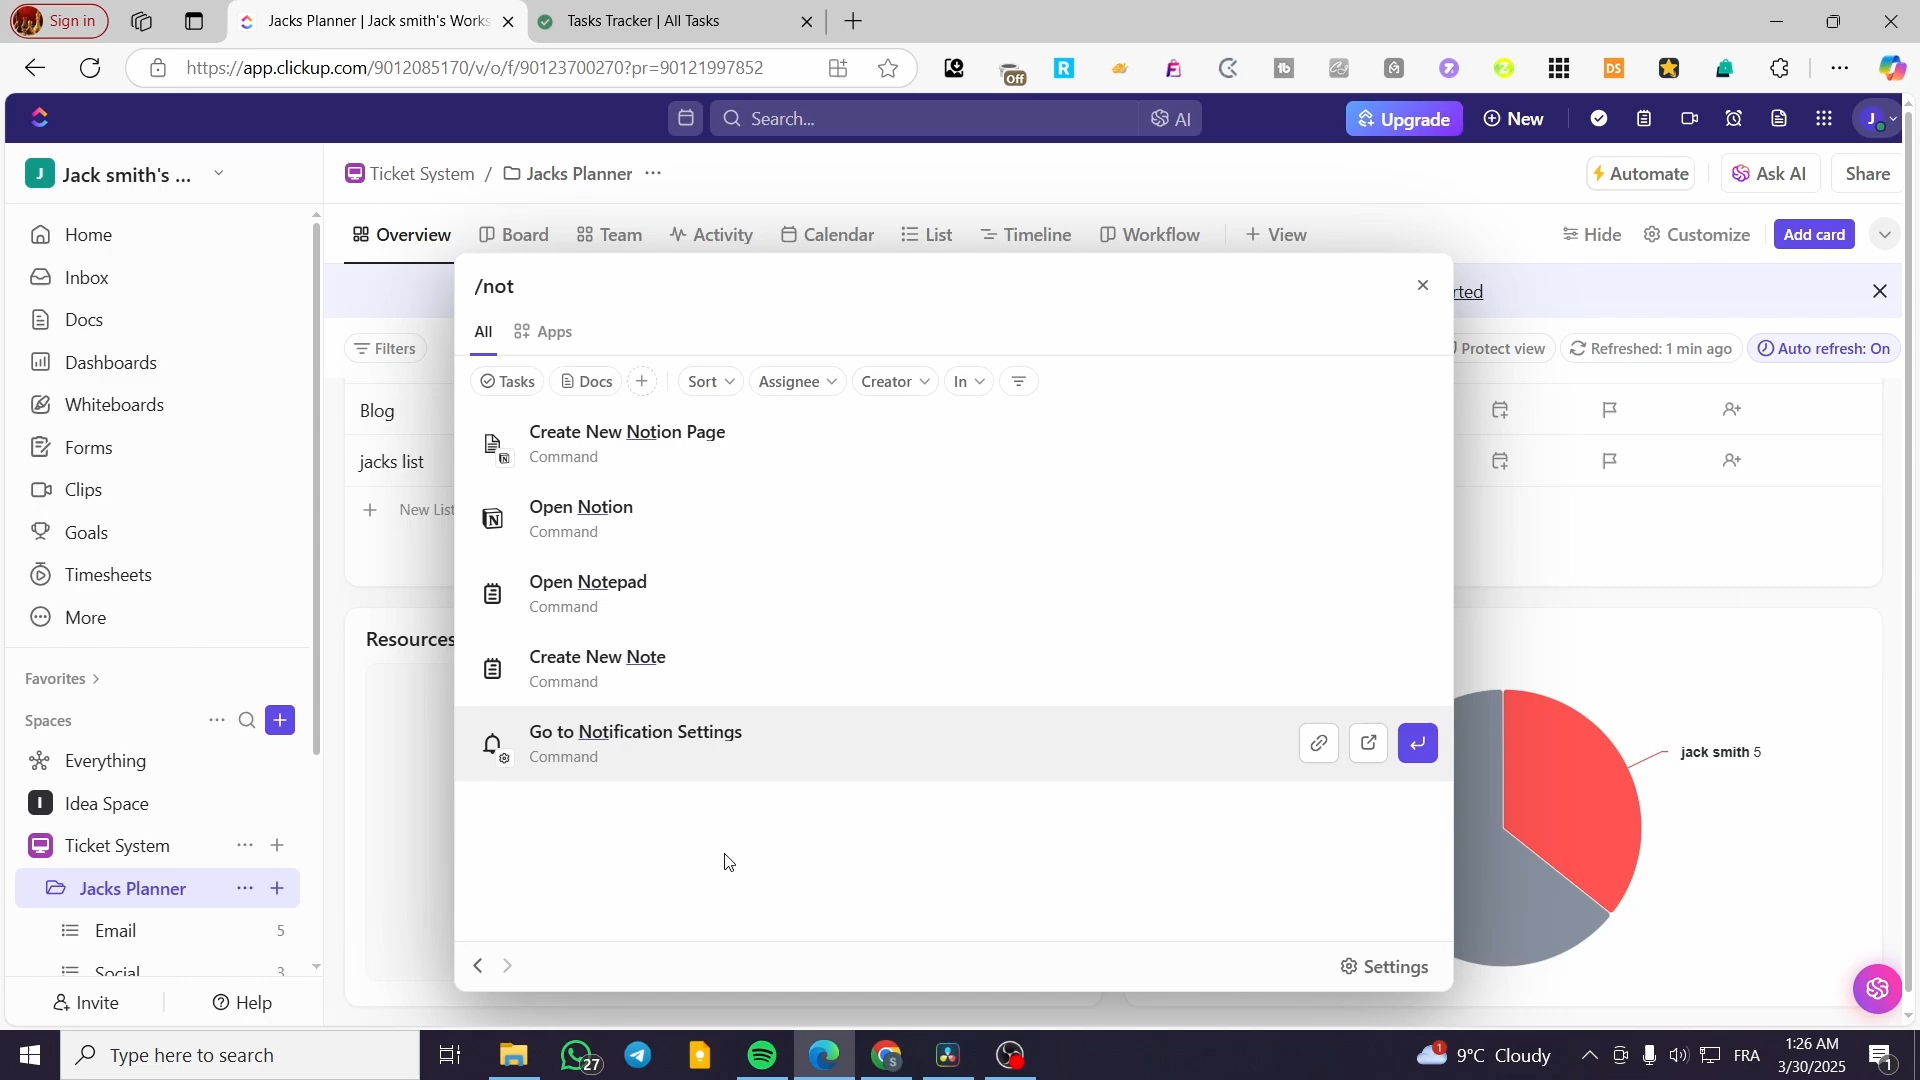 Sign in
Jacks Planner | Jack smith's Works
Tasks Tracker | All Tasks
https://app.clickup.com/9012085170/v/o/f/90123700270?pr=90121997852
Off
DS
Search...
AI
Upgrade
New
J
J
Jack smith's ...
Ticket System / Jacks Planner
Automate
Ask AI
Share
Home
Inbox
Docs
Dashboards
Whiteboards
Forms
Clips
Goals
Timesheets
More
Favorites
Spaces
Everything
I
Idea Space
Ticket System
Jacks Planner
Email 5
Social 3
Invite
Help
Overview
Board
Team
Activity
Calendar
List
Timeline
Workflow
View
Hide
Customize
Add card
rted
Filters
Protect view
Refreshed: 1 min ago
Auto refresh: On
Blog
jacks list
New List
Resources
jack smith 5
/not
All
Apps
Tasks
Docs
Sort
Assignee
Creator
In
Create New Notion Page
Command
Open Notion
Command
Open Notepad
Command
Create New Note
Command
Go to Notification Settings
Command
Settings
Type here to search
27
1
9°C Cloudy
FRA
1:26 AM
3/30/2025
1